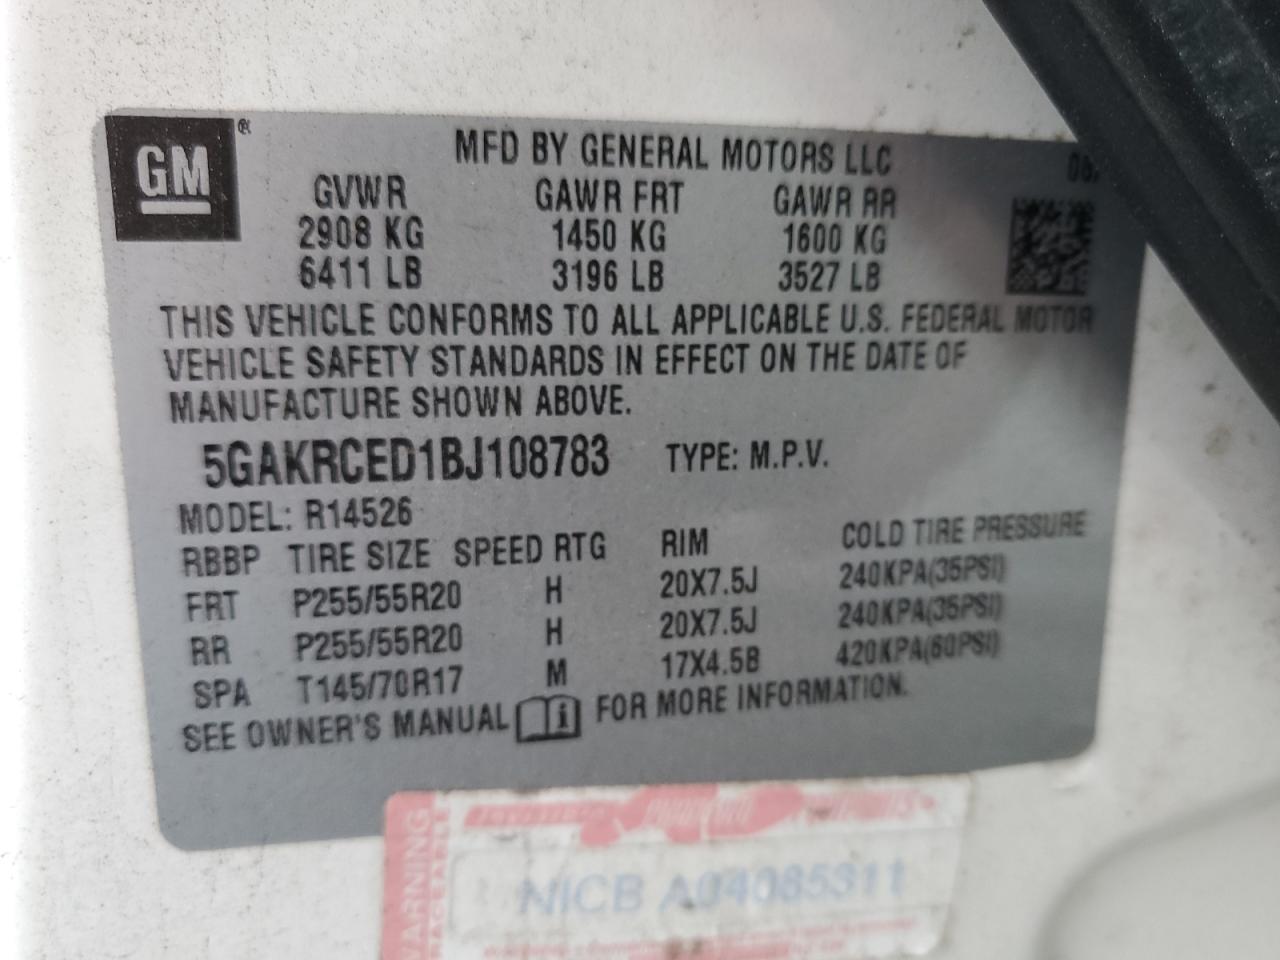 GM ® MFD BY GENERAL MOTORS LLC
GVWR GAWR FRT GAWR RR
2908 KG 1450 KG 1600 KG
6411 LB 3196 LB 3527 LB
THIS VEHICLE CONFORMS TO ALL APPLICABLE U.S. FEDERAL MOTOR
VEHICLE SAFETY STANDARDS IN EFFECT ON THE DATE OF
MANUFACTURE SHOWN ABOVE.
5GAKRCED1BJ108783 TYPE: M.P.V.
MODEL: R14526
RBBP TIRE SIZE SPEED RTG RIM COLD TIRE PRESSURE
FRT P255/55R20 H 20X7.5J 240KPA(35PSI)
RR P255/55R20 H 20X7.5J 240KPA(35PSI)
SPA T145/70R17 M 17X4.5B 420KPA(60PSI)
SEE OWNER'S MANUAL FOR MORE INFORMATION.
WARNING
NICB A04085311